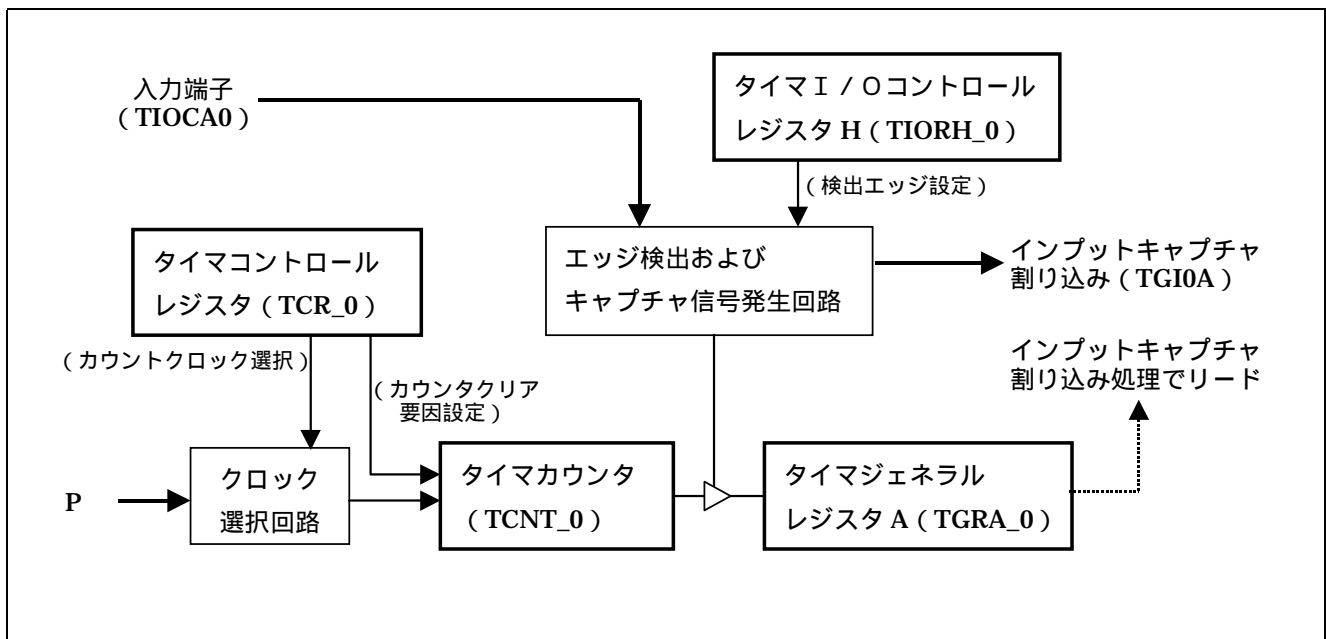 入力端子
（TIOCA0）
タイマＩ／Ｏコントロール
レジスタ H（TIORH_0）
（検出エッジ設定）
タイマコントロール
レジスタ（TCR_0）
エッジ検出および
キャプチャ信号発生回路
インプットキャプチャ
割り込み（TGI0A）
（カウントクロック選択）
（カウンタクリア
要因設定）
インプットキャプチャ
割り込み処理でリード
P
クロック
選択回路
タイマカウンタ
（TCNT_0）
タイマジェネラル
レジスタ A（TGRA_0）